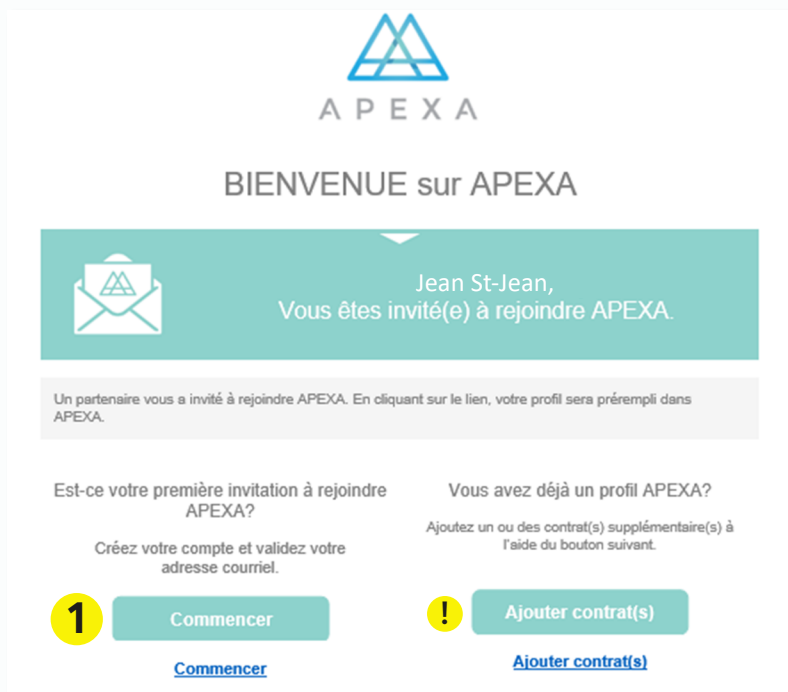 APEXA
BIENVENUE sur APEXA
Jean St-Jean,
Vous êtes invité(e) à rejoindre APEXA.
Un partenaire vous a invité à rejoindre APEXA. En cliquant sur le lien, votre profil sera prérempli dans
APEXA.
Est-ce votre première invitation à rejoindre
APEXA?
Créez votre compte et validez votre
adresse courriel.
1
Commencer
Commencer
Vous avez déjà un profil APEXA?
Ajoutez un ou des contrat(s) supplémentaire(s) à
l'aide du bouton suivant.
!
Ajouter contrat(s)
Ajouter contrat(s)